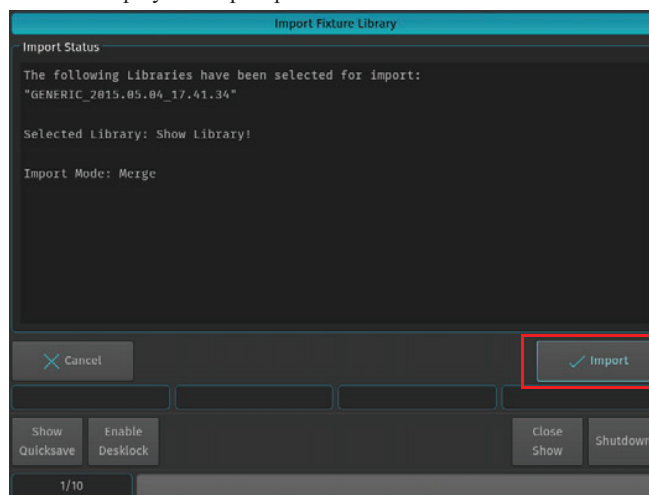 Import Fixture Library
Import Status
The following Libraries have been selected for import:
"GENERIC_2015.05.04_17.41.34"
Selected Library: Show Library!
Import Mode: Merge
Cancel
Import
Show
Quicksave
Enable
Desklock
Close
Show
Shutdown
1/10